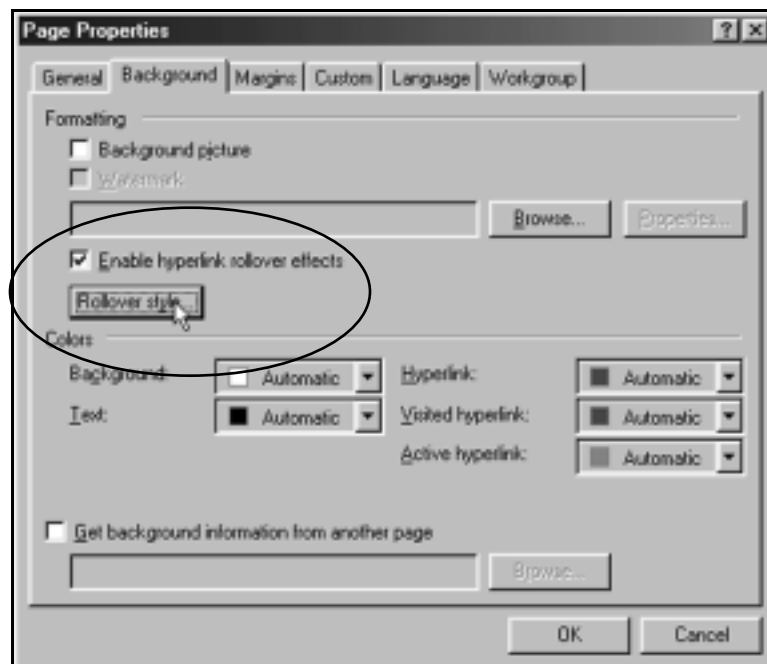 Page Properties
General Background Margins Custom Language Workgroup
Formatting
Background picture
Watermark
Browse... Properties...
Enable hyperlink rollover effects
Rollover style...
Colors
Background: Automatic Hyperlink: Automatic
Text: Automatic Visited hyperlink: Automatic
Active hyperlink: Automatic
Get background information from another page
Browse...
OK Cancel